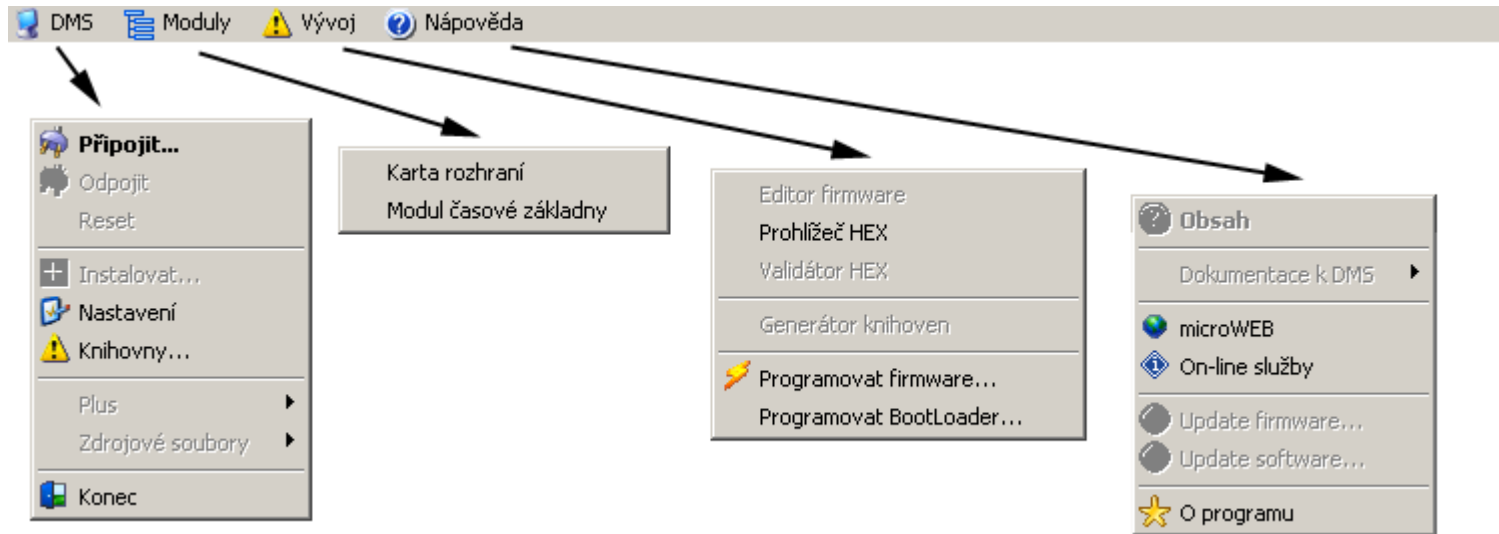 DMS Moduly Vývoj Nápověda
Připojit...
Odpojit
Reset
Instalovat...
Nastavení
Knihovny...
Plus
Zdrojové soubory
Konec
Karta rozhraní
Modul časové základny
Editor firmware
Prohlížeč HEX
Validátor HEX
Generátor knihoven
Programovat firmware...
Programovat BootLoader...
Obsah
Dokumentace k DMS
microWEB
On-line služby
Update firmware...
Update software...
O programu